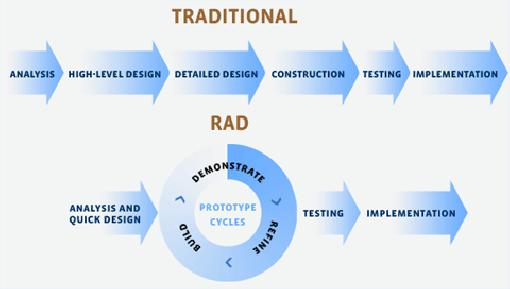 TRADITIONAL
ANALYSIS
HIGH-LEVEL DESIGN
DETAILED DESIGN
CONSTRUCTION
TESTING
IMPLEMENTATION
RAD
ANALYSIS AND
QUICK DESIGN
DEMONSTRATE
REFINE
BUILD
PROTOTYPE
CYCLES
TESTING
IMPLEMENTATION